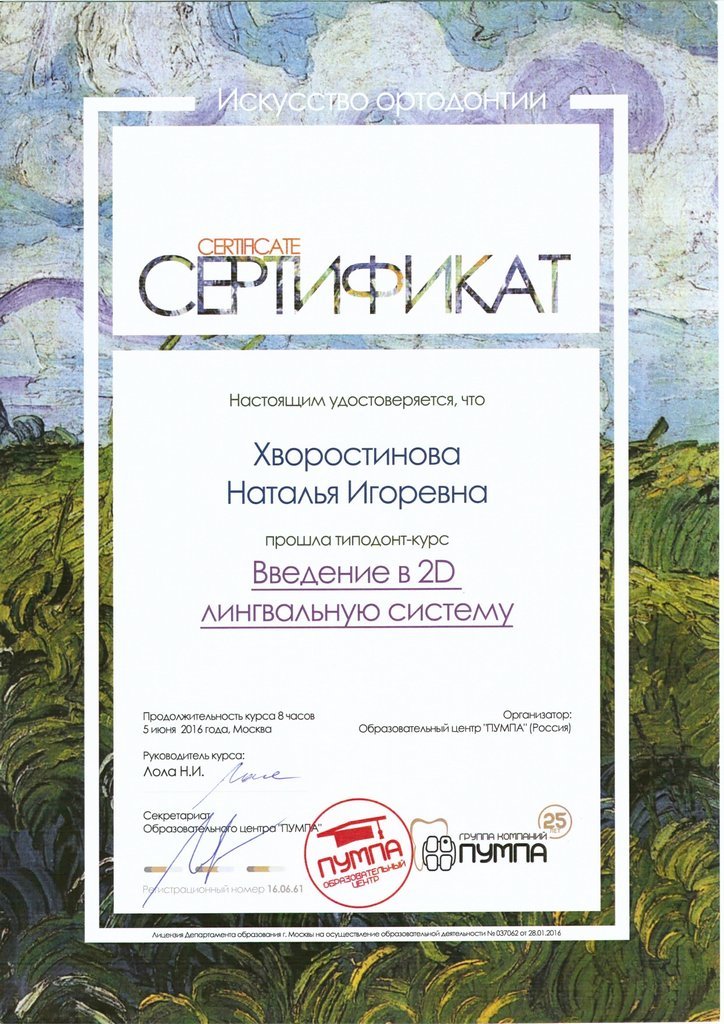 Искусство ортодонтии
CERTIFICATE
СЕРТИФИКАТ
Настоящим удостоверяется, что
Хворостинова
Наталья Игоревна
прошла типодонт-курс
Введение в 2D
лингвальную систему
Продолжительность курса 8 часов
5 июня 2016 года, Москва
Организатор:
Образовательный центр "ПУМПА" (Россия)
Руководитель курса:
Лола Н.И.
Секретариат
Образовательного центра "ПУМПА"
Регистрационный номер 16.06.61
ПУМПА
ОБРАЗОВАТЕЛЬНЫЙ
ЦЕНТР
ГРУППА КОМПАНИЙ
ПУМПА
25
ЛЕТ
Лицензия Департамента образования г. Москвы на осуществление образовательной деятельности № 037062 от 28.01.2016